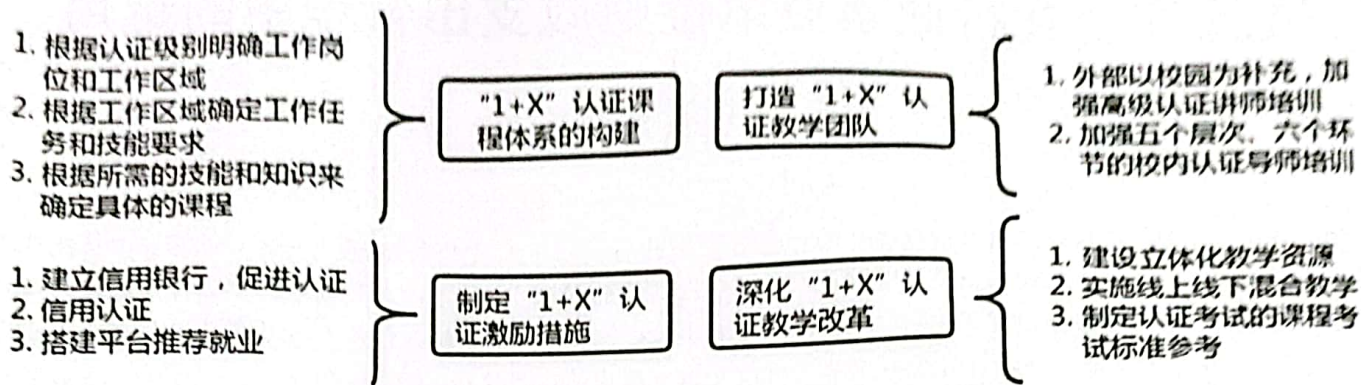 1. 根据认证级别明确工作岗
位和工作区域
2. 根据工作区域确定工作任
务和技能要求
3. 根据所需的技能和知识来
确定具体的课程
“1+X”认证课
程体系的构建
打造“1+X”认
证教学团队
1. 外部以校园为补充，加
强高级认证讲师培训
2. 加强五个层次、六个环
节的校内认证导师培训
1. 建立信用银行，促进认证
2. 信用认证
3. 搭建平台推荐就业
制定“1+X”认
证激励措施
深化“1+X”认
证教学改革
1. 建设立体化教学资源
2. 实施线上线下混合教学
3. 制定认证考试的课程考
试标准参考